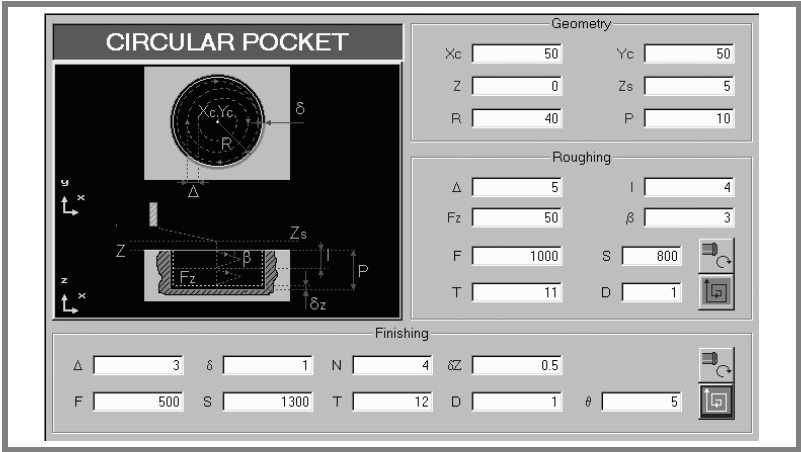 CIRCULAR POCKET
Xc,Yc
δ
R
Δ
y
x
Zs
Z
β
I
P
Fz
z
x
δz
Geometry
Xc 50 Yc 50
Z 0 Zs 5
R 40 P 10
Roughing
Δ 5 I 4
Fz 50 β 3
F 1000 S 800
T 11 D 1
Finishing
Δ 3 δ 1 N 4 δZ 0.5
F 500 S 1300 T 12 D 1 θ 5